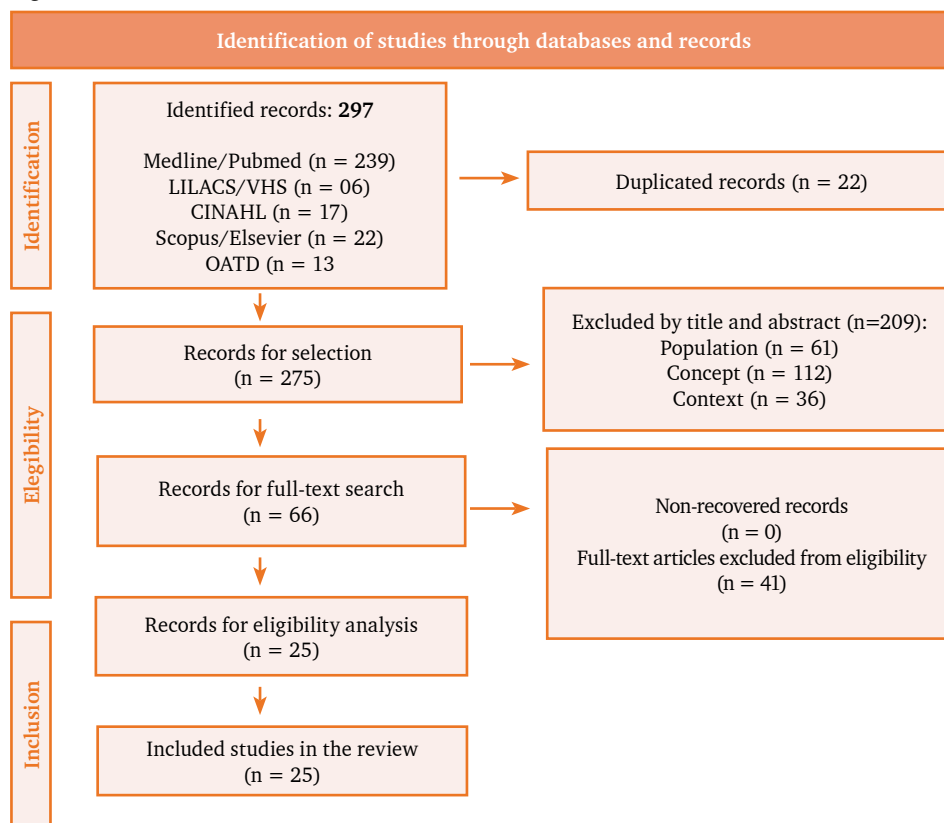 Identification of studies through databases and records
Identification
Identified records: 297
Medline/Pubmed (n = 239)
LILACS/VHS (n = 06)
CINAHL (n = 17)
Scopus/Elsevier (n = 22)
OATD (n = 13
Duplicated records (n = 22)
Elegibility
Records for selection
(n = 275)
Excluded by title and abstract (n=209):
Population (n = 61)
Concept (n = 112)
Context (n = 36)
Records for full-text search
(n = 66)
Non-recovered records
(n = 0)
Full-text articles excluded from eligibility
(n = 41)
Records for eligibility analysis
(n = 25)
Inclusion
Included studies in the review
(n = 25)